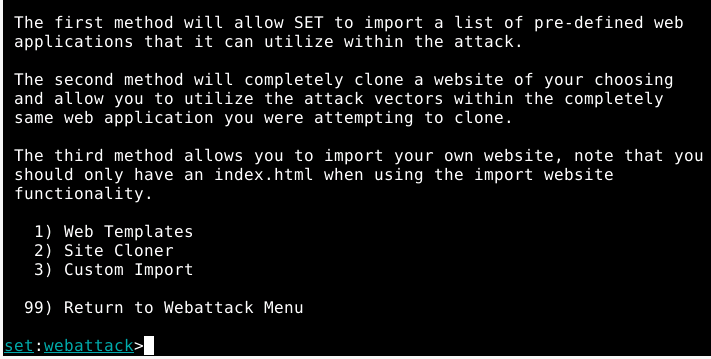 The first method will allow SET to import a list of pre-defined web
applications that it can utilize within the attack.
The second method will completely clone a website of your choosing
and allow you to utilize the attack vectors within the completely
same web application you were attempting to clone.
The third method allows you to import your own website, note that you
should only have an index.html when using the import website
functionality.
1) Web Templates
2) Site Cloner
3) Custom Import
99) Return to Webattack Menu
set:webattack>